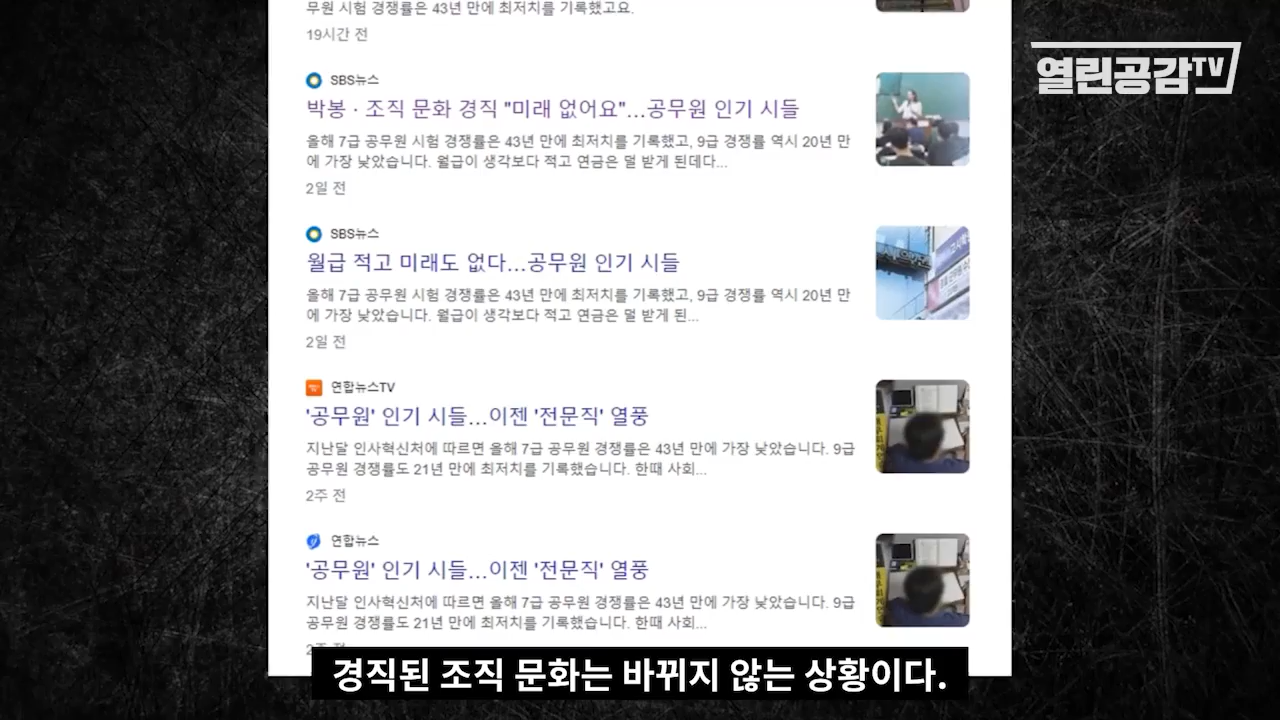 무원 시험 경쟁률은 43년 만에 최저치를 기록했고요.
19시간 전
열린공감TV
SBS뉴스
박봉 · 조직 문화 경직 "미래 없어요"...공무원 인기 시들
올해 7급 공무원 시험 경쟁률은 43년 만에 최저치를 기록했고, 9급 경쟁률 역시 20년 만
에 가장 낮았습니다. 월급이 생각보다 적고 연금은 덜 받게 된데다...
2일 전
SBS뉴스
월급 적고 미래도 없다...공무원 인기 시들
올해 7급 공무원 시험 경쟁률은 43년 만에 최저치를 기록했고, 9급 경쟁률 역시 20년 만
에 가장 낮았습니다. 월급이 생각보다 적고 연금은 덜 받게 된...
2일 전
연합뉴스TV
'공무원' 인기 시들...이젠 '전문직' 열풍
지난달 인사혁신처에 따르면 올해 7급 공무원 경쟁률은 43년 만에 가장 낮았습니다. 9급
공무원 경쟁률도 21년 만에 최저치를 기록했습니다. 한때 사회...
2주 전
연합뉴스
'공무원' 인기 시들...이젠 '전문직' 열풍
지난달 인사혁신처에 따르면 올해 7급 공무원 경쟁률은 43년 만에 가장 낮았습니다. 9급
공무원 경쟁률도 21년 만에 최저치를 기록했습니다. 한때 사회...
경직된 조직 문화는 바뀌지 않는 상황이다.